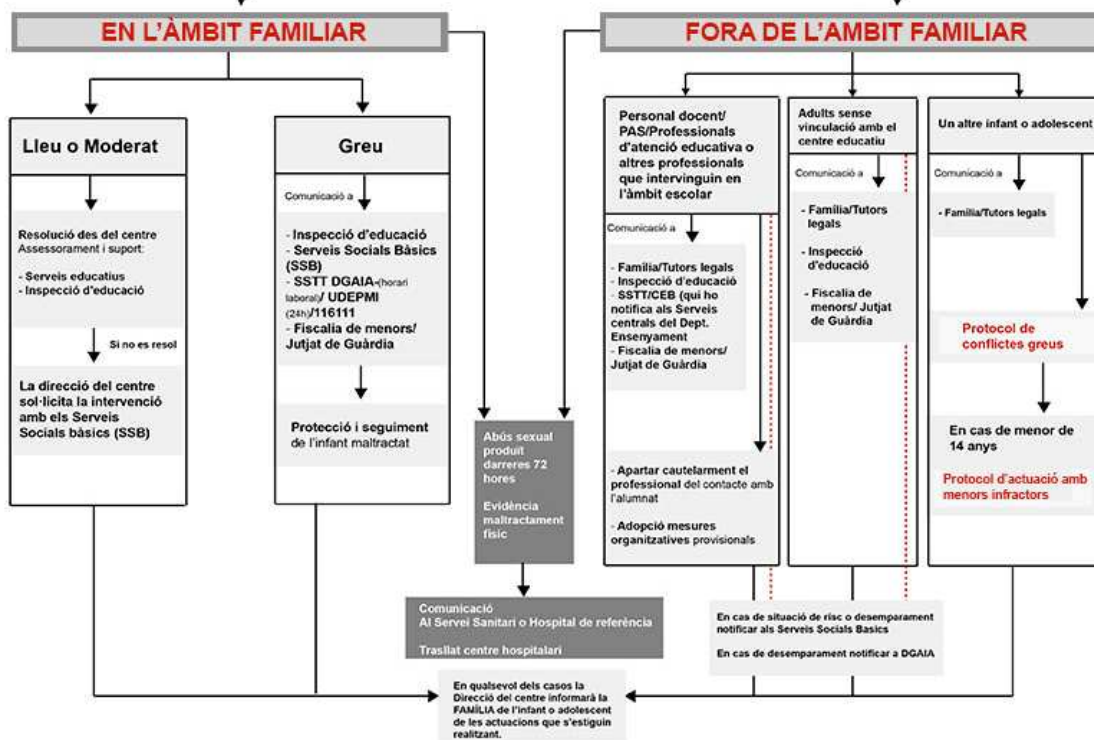 EN L'ÀMBIT FAMILIAR
Lleu o Moderat
Resolució des del centre
Assessorament i suport:
- Serveis educatius
- Inspecció d'educació
Si no es resol
La direcció del centre
sol·licita la intervenció
amb els Serveis
Socials bàsics (SSB)
Greu
Comunicació a
- Inspecció d'educació
- Serveis Socials Bàsics
(SSB)
- SSTT DGAIA-(horari
laboral)/ UDEPMI
(24h)/116111
- Fiscalia de menors/
Jutjat de Guàrdia
Protecció i seguiment
de l'infant maltractat
Abús sexual
produït
darreres 72
hores
Evidència
maltractament
físic
Comunicació
Al Servei Sanitari o Hospital de referència
Trasllat centre hospitalari
FORA DE L'AMBIT FAMILIAR
Personal docent/
PAS/Professionals
d'atenció educativa o
altres professionals
que intervinguin en
l'àmbit escolar
Comunicació a
- Família/Tutors legals
- Inspecció d'educació
- SSTT/CEB (qui ho
notifica als Serveis
centrals del Dept.
Ensenyament
- Fiscalia de menors/
Jutjat de Guàrdia
- Apartar cautelarment el
professional del contacte amb
l'alumnat
- Adopció mesures
organitzatives provisionals
Adults sense
vinculació amb el
centre educatiu
Comunicació a
- Família/Tutors legals
- Inspecció
d'educació
- Fiscalia de
menors/ Jutjat
de Guàrdia
Un altre infant o adolescent
Comunicació a
- Família/Tutors legals
Protocol de
conflictes greus
En cas de menor de
14 anys
Protocol d'actuació amb
menors infractors
En cas de situació de risc o desemparament
notificar als Serveis Socials Basics
En cas de desemparament notificar a DGAIA
En qualsevol dels casos la
Direcció del centre informarà la
FAMÍLIA de l'infant o adolescent
de les actuacions que s'estiguin
realitzant.